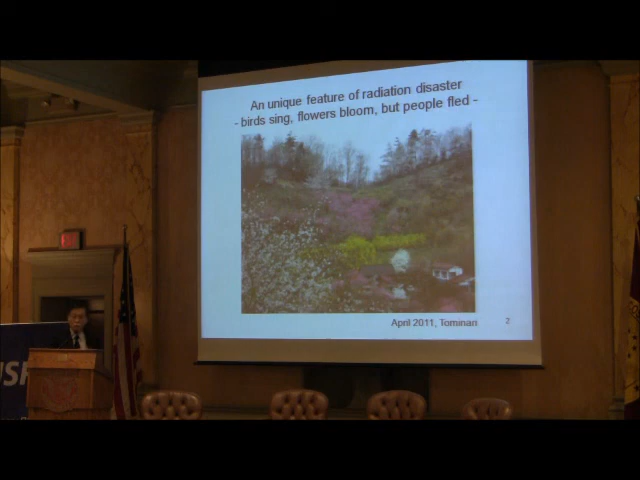 An unique feature of radiation disaster
- birds sing, flowers bloom, but people fled -
April 2011, Tominari
2